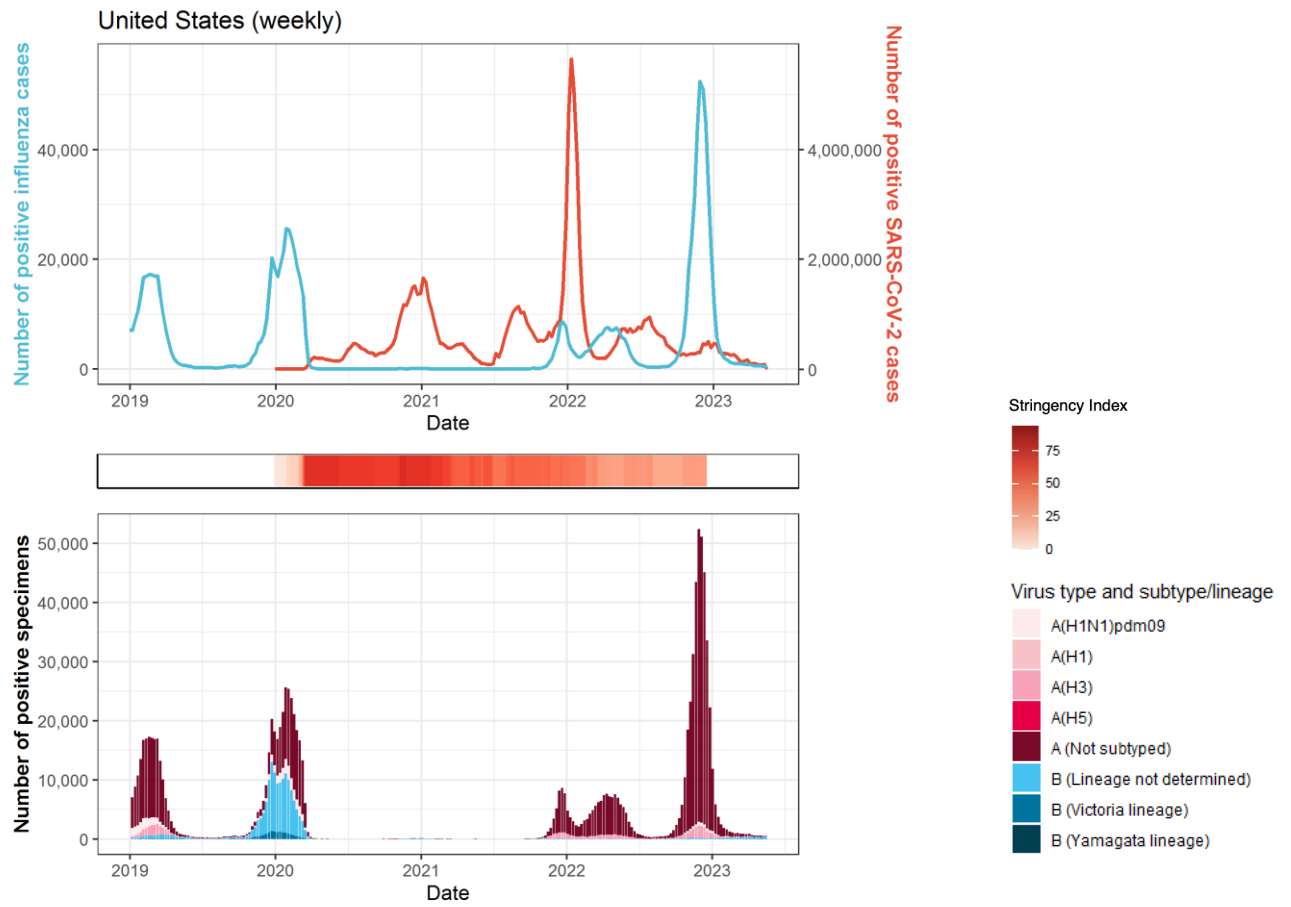 United States (weekly)
Number of positive influenza cases
Number of positive SARS-CoV-2 cases
40,000
20,000
0
4,000,000
2,000,000
0
2019
2020
2021
2022
2023
Date
Number of positive specimens
50,000
40,000
30,000
20,000
10,000
0
2019
2020
2021
2022
2023
Date
Stringency Index
75
50
25
0
Virus type and subtype/lineage
A(H1N1)pdm09
A(H1)
A(H3)
A(H5)
A (Not subtyped)
B (Lineage not determined)
B (Victoria lineage)
B (Yamagata lineage)